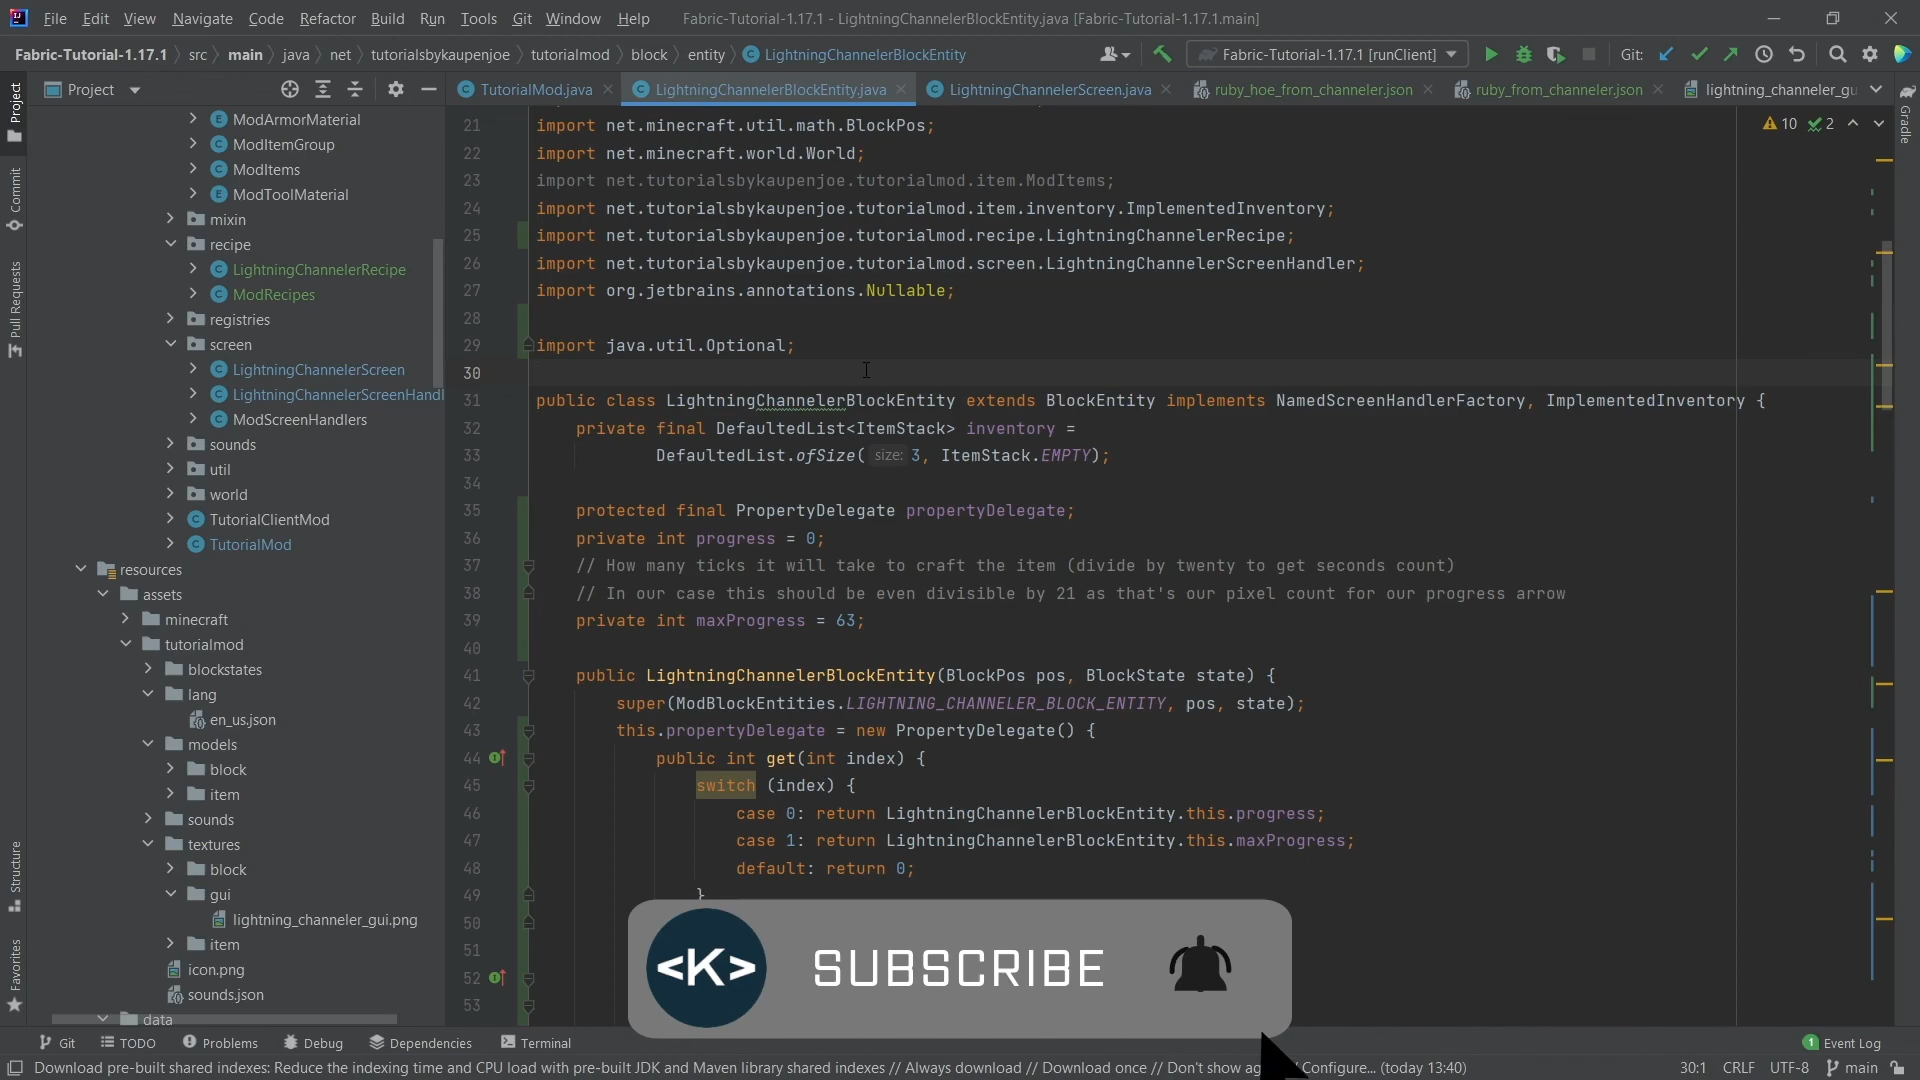 File Edit View Navigate Code Refactor Build Run Tools Git Window Help Fabric-Tutorial-1.17.1 - LightningChannelerBlockEntity.java [Fabric-Tutorial-1.17.1.main]
Fabric-Tutorial-1.17.1 src main java net tutorialsbykaupenjoe tutorialmod block entity LightningChannelerBlockEntity Fabric-Tutorial-1.17.1 [runClient] Git:
Project TutorialMod.java LightningChannelerBlockEntity.java LightningChannelerScreen.java ruby_hoe_from_channeler.json ruby_from_channeler.json lightning_channeler_gu
Project
Commit
Pull Requests
Structure
Favorites
Gradle
ModArmorMaterial
ModItemGroup
ModItems
ModToolMaterial
mixin
recipe
LightningChannelerRecipe
ModRecipes
registries
screen
LightningChannelerScreen
LightningChannelerScreenHandl
ModScreenHandlers
sounds
util
world
TutorialClientMod
TutorialMod
resources
assets
minecraft
tutorialmod
blockstates
lang
en_us.json
models
block
item
sounds
textures
block
gui
lightning_channeler_gui.png
item
icon.png
sounds.json
data
10 2
21 import net.minecraft.util.math.BlockPos;
22 import net.minecraft.world.World;
23 import net.tutorialsbykaupenjoe.tutorialmod.item.ModItems;
24 import net.tutorialsbykaupenjoe.tutorialmod.item.inventory.ImplementedInventory;
25 import net.tutorialsbykaupenjoe.tutorialmod.recipe.LightningChannelerRecipe;
26 import net.tutorialsbykaupenjoe.tutorialmod.screen.LightningChannelerScreenHandler;
27 import org.jetbrains.annotations.Nullable;
28
29 import java.util.Optional;
30
31 public class LightningChannelerBlockEntity extends BlockEntity implements NamedScreenHandlerFactory, ImplementedInventory {
32 private final DefaultedList<ItemStack> inventory =
33 DefaultedList.ofSize( size: 3, ItemStack.EMPTY);
34
35 protected final PropertyDelegate propertyDelegate;
36 private int progress = 0;
37 // How many ticks it will take to craft the item (divide by twenty to get seconds count)
38 // In our case this should be even divisible by 21 as that's our pixel count for our progress arrow
39 private int maxProgress = 63;
40
41 public LightningChannelerBlockEntity(BlockPos pos, BlockState state) {
42 super(ModBlockEntities.LIGHTNING_CHANNELER_BLOCK_ENTITY, pos, state);
43 this.propertyDelegate = new PropertyDelegate() {
44 public int get(int index) {
45 switch (index) {
46 case 0: return LightningChannelerBlockEntity.this.progress;
47 case 1: return LightningChannelerBlockEntity.this.maxProgress;
48 default: return 0;
49 }
50
51
52
53
<K> SUBSCRIBE
Git TODO Problems Debug Dependencies Terminal 1 Event Log
Download pre-built shared indexes: Reduce the indexing time and CPU load with pre-built JDK and Maven library shared indexes // Always download // Download once // Don't show ag Configure... (today 13:40) 30:1 CRLF UTF-8 main